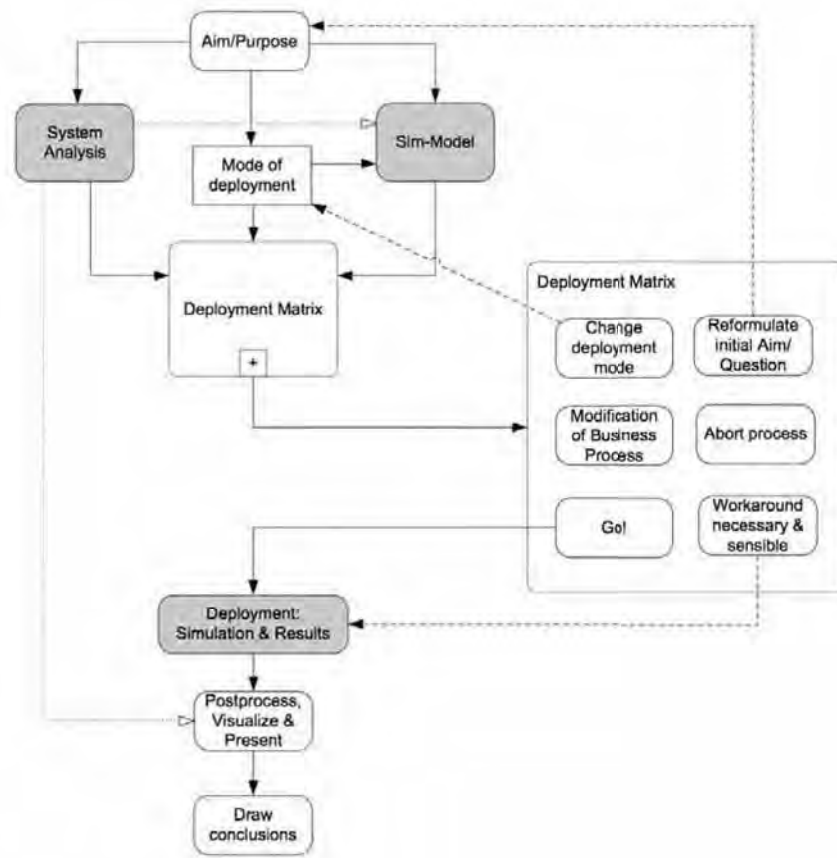 Aim/Purpose
System
Analysis
Sim-Model
Mode of
deployment
Deployment Matrix
+
Deployment Matrix
Change
deployment
mode
Reformulate
initial Aim/
Question
Modification
of Business
Process
Abort process
Go!
Workaround
necessary &
sensible
Deployment:
Simulation & Results
Postprocess,
Visualize &
Present
Draw
conclusions